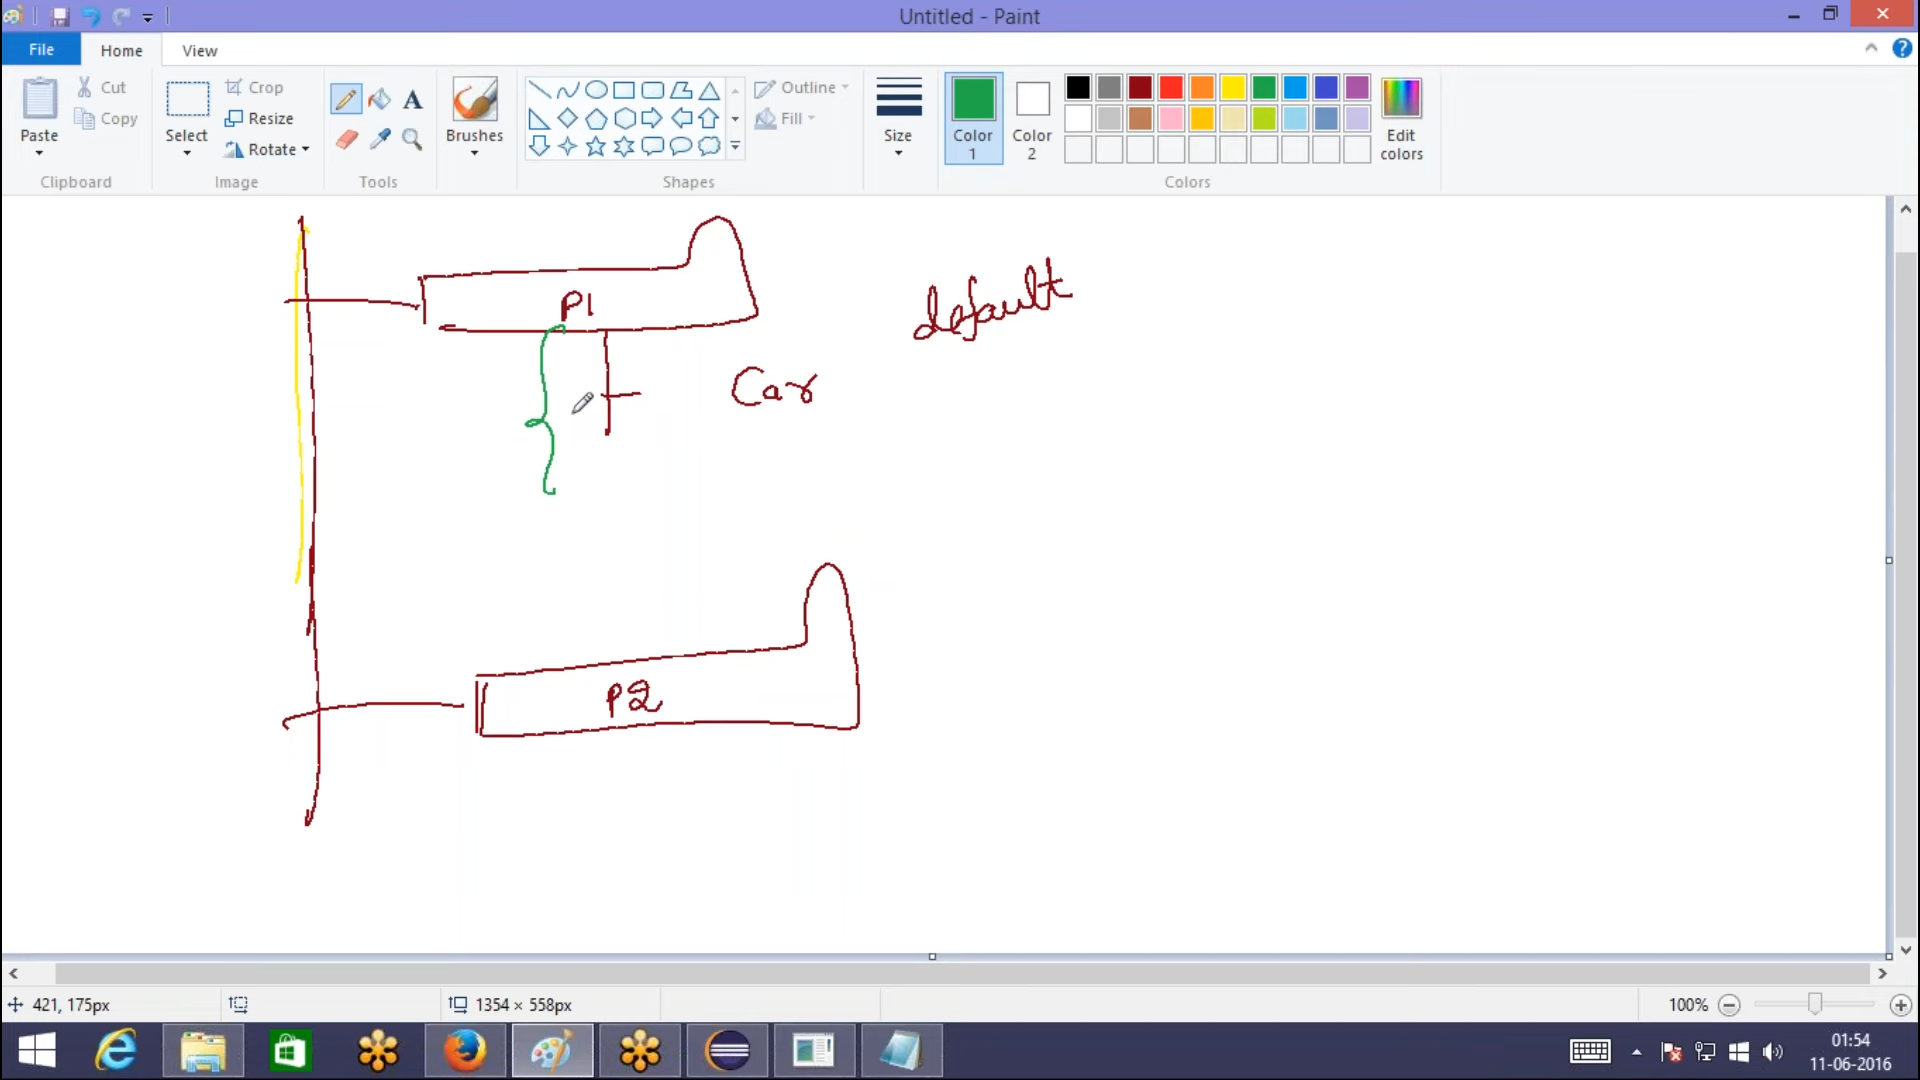 Untitled - Paint
File Home View
Paste
Cut
Copy
Clipboard
Select
Crop
Resize
Rotate
Image
Tools
Brushes
Shapes
Outline
Fill
Size
Color 1
Color 2
Edit colors
Colors
P1
default
Car
P2
421, 175px
1354 × 558px
100%
01:54
11-06-2016